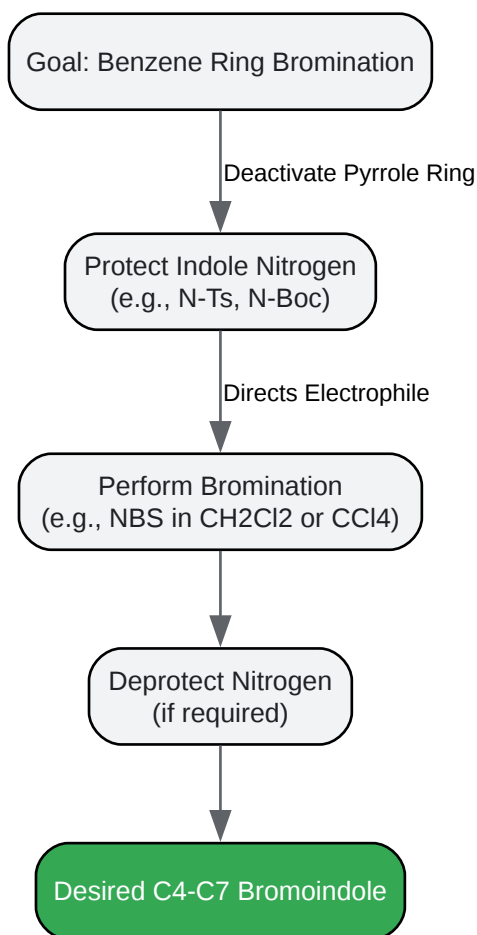 Goal: Benzene Ring Bromination
Deactivate Pyrrole Ring
Protect Indole Nitrogen
(e.g., N-Ts, N-Boc)
Directs Electrophile
Perform Bromination
(e.g., NBS in CH2Cl2 or CCl4)
Deprotect Nitrogen
(if required)
Desired C4-C7 Bromoindole